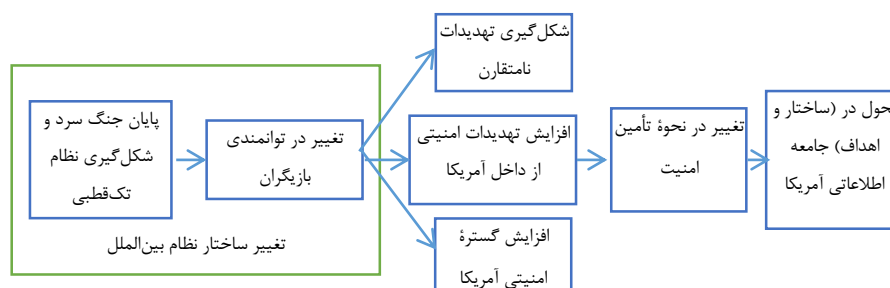 پایان جنگ سرد و
شکل‌گیری نظام
تک‌قطبی
تغییر در توانمندی
بازیگران
تغییر ساختار نظام بین‌الملل
شکل‌گیری تهدیدات
نامتقارن
افزایش تهدیدات امنیتی
از داخل آمریکا
افزایش گسترۀ
امنیتی آمریکا
تغییر در نحوۀ تأمین
امنیت
حول در (ساختار و
اهداف) جامعه
اطلاعاتی آمریکا